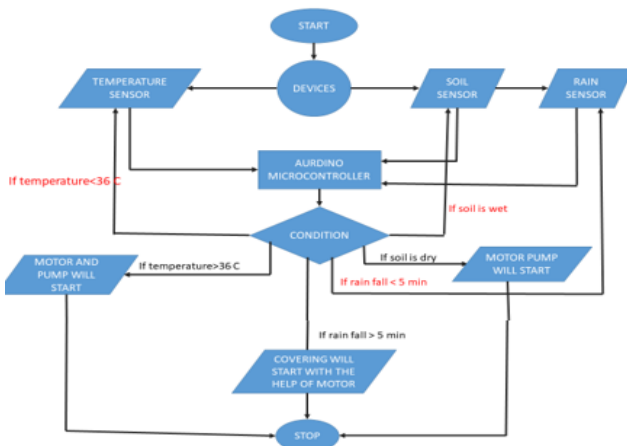 START
TEMPERATURE
SENSOR
DEVICES
SOIL
SENSOR
RAIN
SENSOR
AURDINO
MICROCONTROLLER
If temperature<36 C
If soil is wet
CONDITION
MOTOR AND
PUMP WILL
START
If temperature>36 C
If soil is dry
MOTOR PUMP
WILL START
If rain fall < 5 min
If rain fall > 5 min
COVERING WILL
START WITH THE
HELP OF MOTOR
STOP